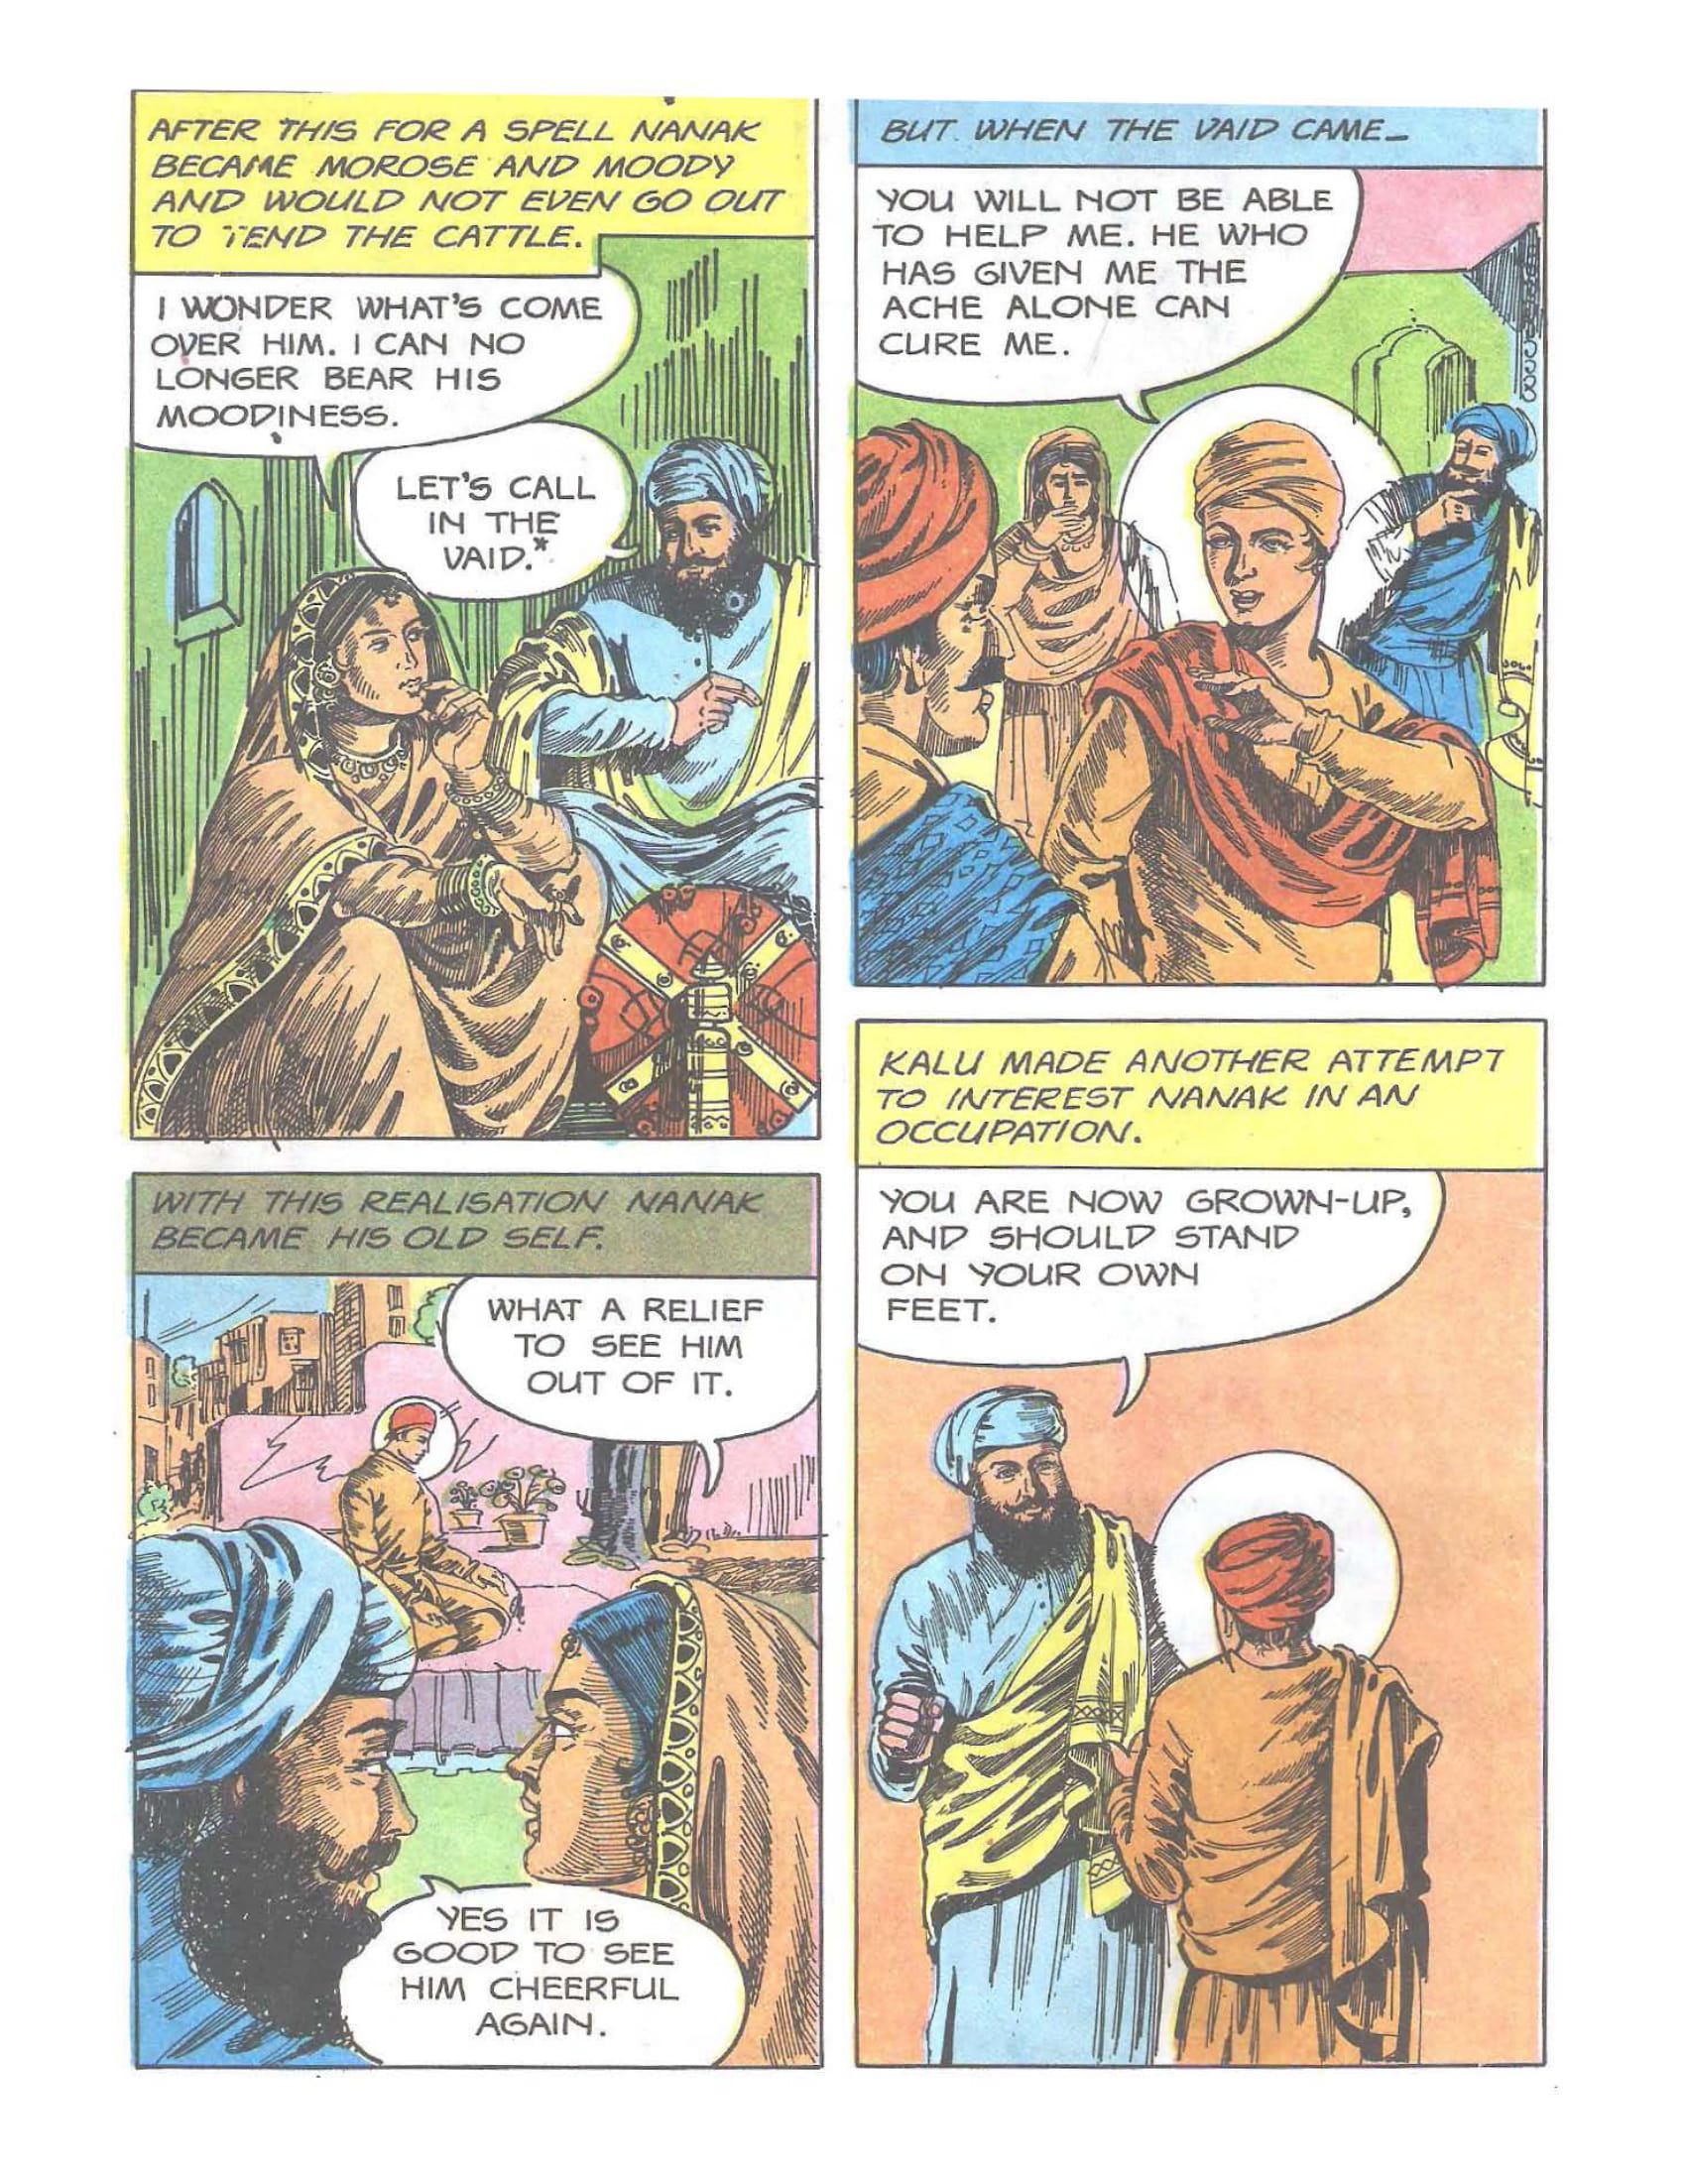 AFTER THIS FOR A SPELL NANAK
BECAME MOROSE AND MOODY
AND WOULD NOT EVEN GO OUT
TO TEND THE CATTLE.
I WONDER WHAT'S COME
OVER HIM. I CAN NO
LONGER BEAR HIS
MOODINESS.
LET'S CALL
IN THE
VAID.*
BUT WHEN THE VAID CAME—
YOU WILL NOT BE ABLE
TO HELP ME. HE WHO
HAS GIVEN ME THE
ACHE ALONE CAN
CURE ME.
WITH THIS REALISATION NANAK
BECAME HIS OLD SELF.
WHAT A RELIEF
TO SEE HIM
OUT OF IT.
YES IT IS
GOOD TO SEE
HIM CHEERFUL
AGAIN.
KALU MADE ANOTHER ATTEMPT
TO INTEREST NANAK IN AN
OCCUPATION.
YOU ARE NOW GROWN-UP,
AND SHOULD STAND
ON YOUR OWN
FEET.